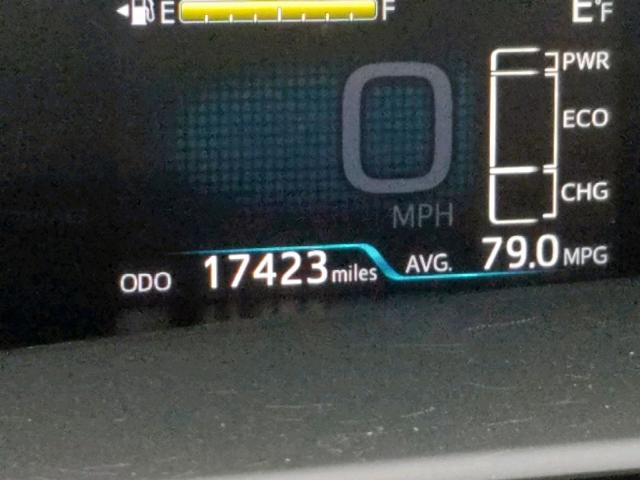 E F E°F
PWR
0 ECO
MPH CHG
ODO 17423 miles AVG. 79.0 MPG